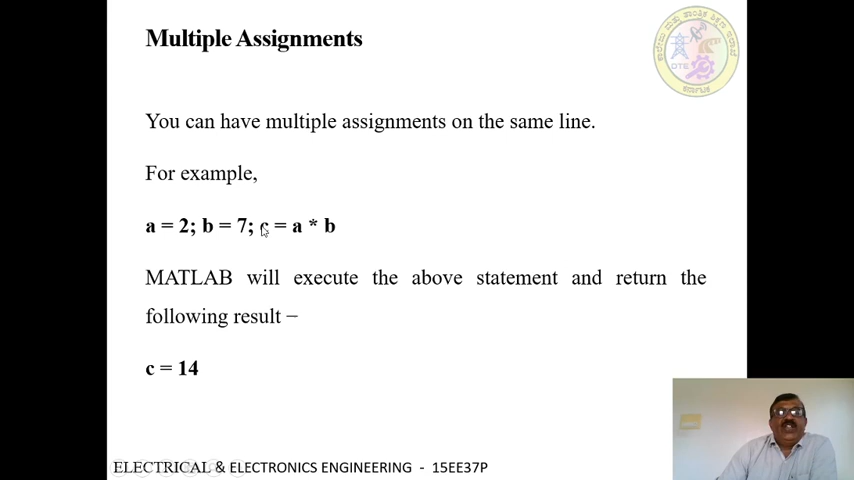 Multiple Assignments
DTE
You can have multiple assignments on the same line.
For example,
a = 2; b = 7; c = a * b
MATLAB will execute the above statement and return the
following result −
c = 14
ELECTRICAL & ELECTRONICS ENGINEERING - 15EE37P